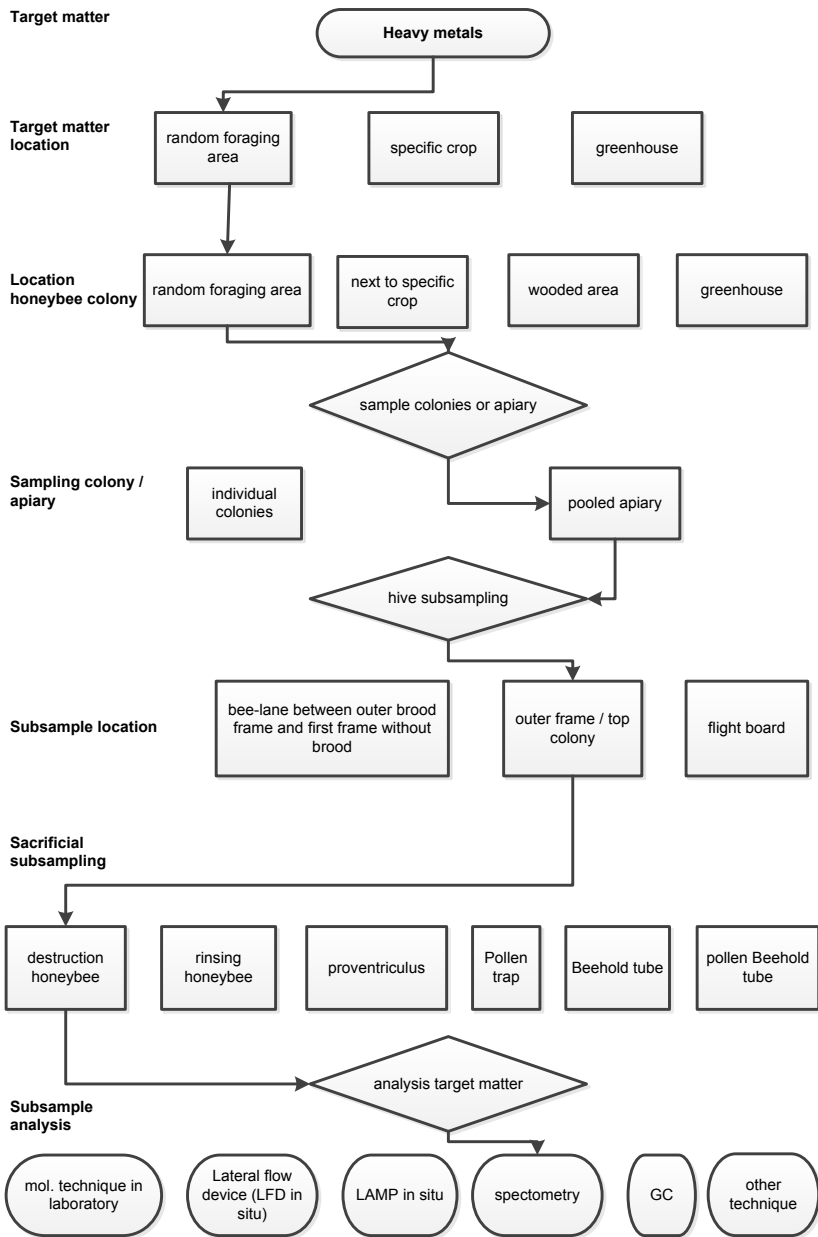 Target matter
Heavy metals
Target matter
location
random foraging
area
specific crop
greenhouse
Location
honeybee colony
random foraging area
next to specific
crop
wooded area
greenhouse
sample colonies or apiary
Sampling colony /
apiary
individual
colonies
pooled apiary
hive subsampling
Subsample location
bee-lane between outer brood
frame and first frame without
brood
outer frame / top
colony
flight board
Sacrificial
subsampling
destruction
honeybee
rinsing
honeybee
proventriculus
Pollen
trap
Beehold tube
pollen Beehold
tube
analysis target matter
Subsample
analysis
mol. technique in
laboratory
Lateral flow
device (LFD in
situ)
LAMP in situ
spectometry
GC
other
technique